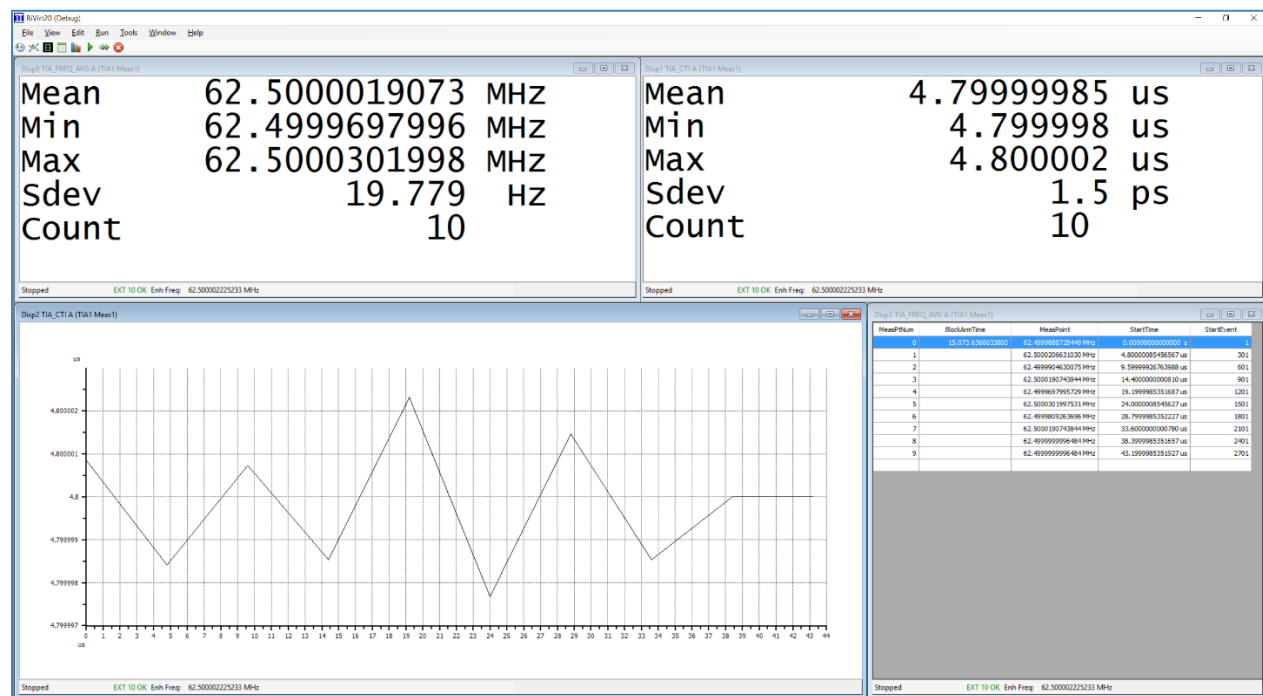 BiVirt20 (Debug)
File View Edit Run Tools Window Help
Disp0 TIA_FREQ_AVG A (TIA1 Meas1)
Mean 62.5000019073 MHz
Min 62.4999697996 MHz
Max 62.5000301998 MHz
Sdev 19.779 Hz
Count 10
Stopped EXT 10 OK Enh Freq: 62.500002225233 MHz
Disp1 TIA_CTI A (TIA1 Meas1)
Mean 4.79999985 us
Min 4.799998 us
Max 4.800002 us
Sdev 1.5 ps
Count 10
Stopped EXT 10 OK Enh Freq: 62.500002225233 MHz
Disp2 TIA_CTI A (TIA1 Meas1)
us
4.800002
4.800001
4.8
4.799999
4.799998
4.799997
0 1 2 3 4 5 6 7 8 9 10 11 12 13 14 15 16 17 18 19 20 21 22 23 24 25 26 27 28 29 30 31 32 33 34 35 36 37 38 39 40 41 42 43 44
us
Stopped EXT 10 OK Enh Freq: 62.500002225233 MHz
Disp3 TIA_FREQ_AVG A (TIA1 Meas1)
MeasPtNum BlockArmTime MeasPoint StartTime StartEvent
0 15,073.6366033800 62.4999888728449 MHz 0.00000000000000 s 1
1 62.5000206631030 MHz 4.80000085456567 us 301
2 62.4999904630075 MHz 9.59999926763988 us 601
3 62.5000190743844 MHz 14.4000000000810 us 901
4 62.4999697995729 MHz 19.1999985351687 us 1201
5 62.5000301997531 MHz 24.0000008545627 us 1501
6 62.4999809263696 MHz 28.7999985352227 us 1801
7 62.5000190743844 MHz 33.6000000000780 us 2101
8 62.4999999996484 MHz 38.3999985351657 us 2401
9 62.4999999996484 MHz 43.1999985351927 us 2701
Stopped EXT 10 OK Enh Freq: 62.500002225233 MHz